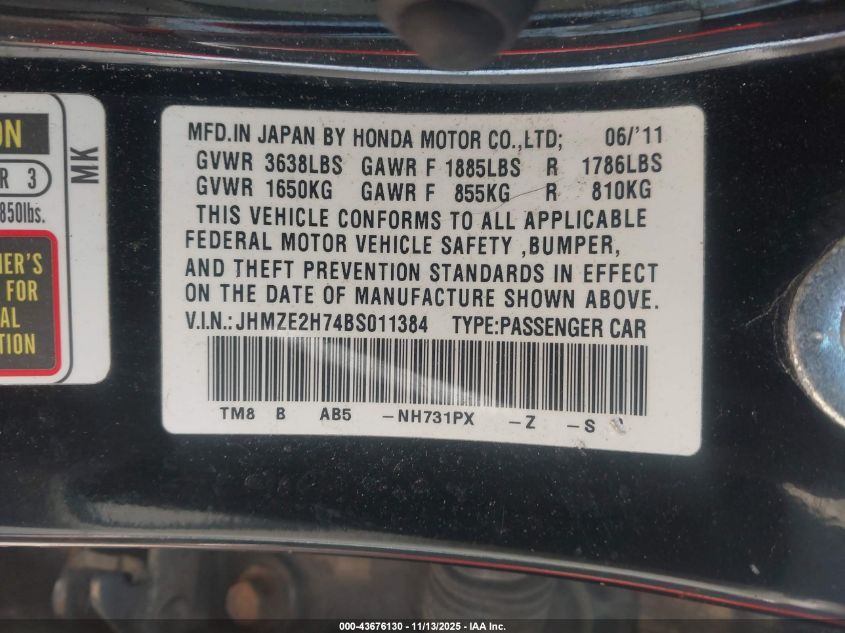 ON
R 3
850lbs.
MK
ER'S
FOR
AL
TION
MFD.IN JAPAN BY HONDA MOTOR CO.,LTD; 06/'11
GVWR 3638LBS GAWR F 1885LBS R 1786LBS
GVWR 1650KG GAWR F 855KG R 810KG
THIS VEHICLE CONFORMS TO ALL APPLICABLE
FEDERAL MOTOR VEHICLE SAFETY ,BUMPER,
AND THEFT PREVENTION STANDARDS IN EFFECT
ON THE DATE OF MANUFACTURE SHOWN ABOVE.
V.I.N.: JHMZE2H74BS011384 TYPE:PASSENGER CAR
TM8 B AB5 -NH731PX -Z -S
000-43676130 - 11/13/2025 - IAA Inc.